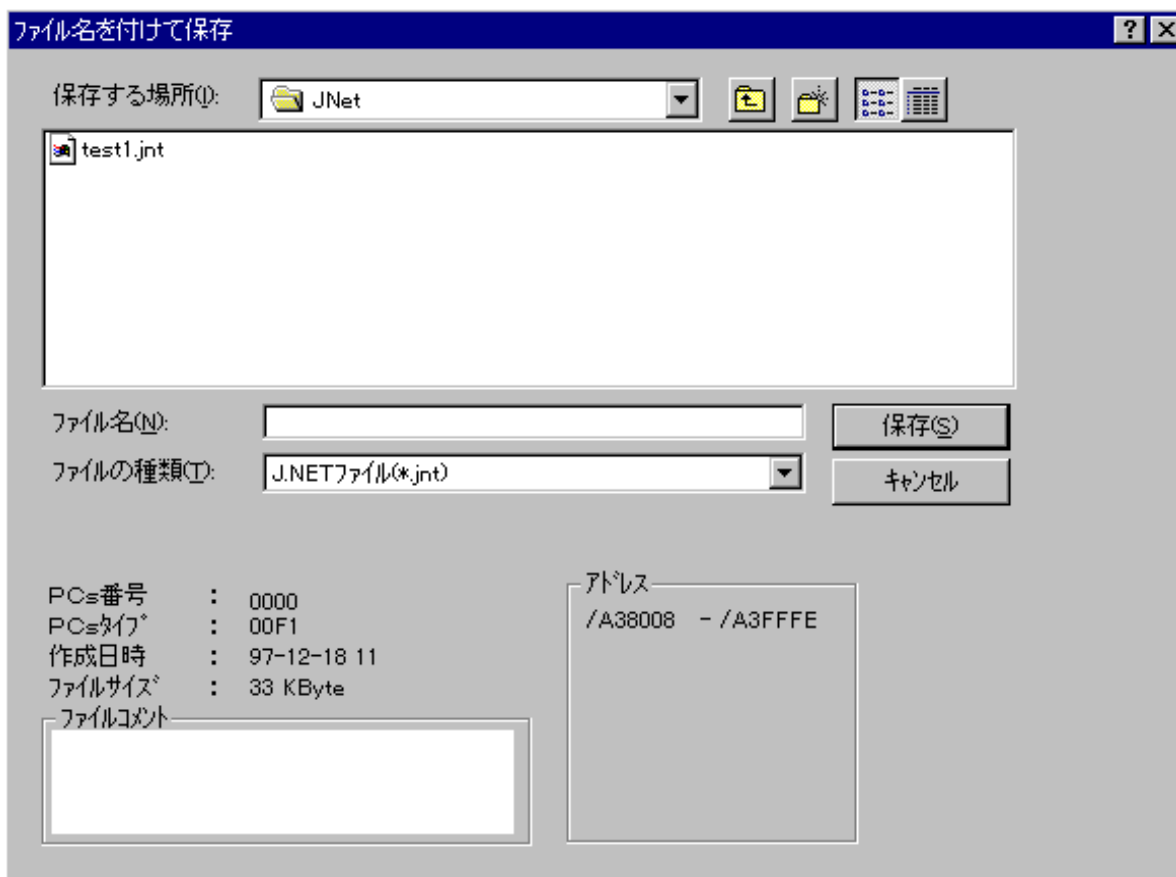 ファイル名を付けて保存
保存する場所(I): JNet
test1.jnt
ファイル名(N): 保存(S)
ファイルの種類(T): J.NETファイル(*.jnt) キャンセル
PCs番号 : 0000
PCsタイプ : 00F1
作成日時 : 97-12-18 11
ファイルサイズ : 33 KByte
ファイルコメント
アドレス
/A38008 - /A3FFFE